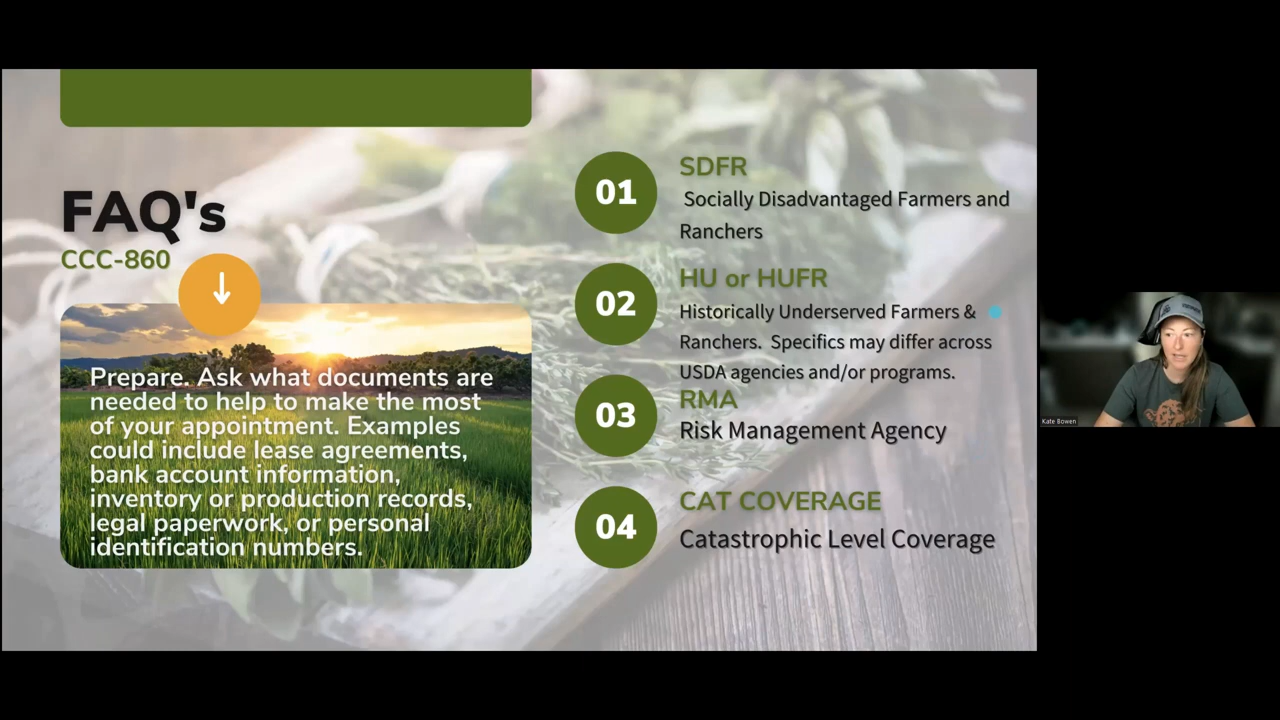 FAQ's
CCC-860
Prepare. Ask what documents are
needed to help to make the most
of your appointment. Examples
could include lease agreements,
bank account information,
inventory or production records,
legal paperwork, or personal
identification numbers.
01
SDFR
Socially Disadvantaged Farmers and
Ranchers
02
HU or HUFR
Historically Underserved Farmers &
Ranchers. Specifics may differ across
USDA agencies and/or programs.
03
RMA
Risk Management Agency
04
CAT COVERAGE
Catastrophic Level Coverage
Kate Bowen